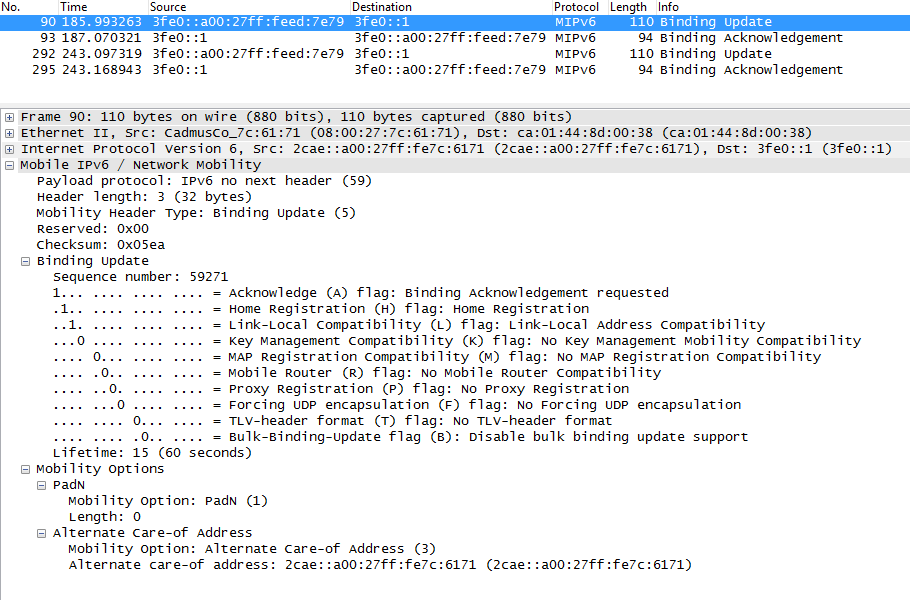 No. Time Source Destination Protocol Length Info
90 185.993263 3fe0::a00:27ff:feed:7e79 3fe0::1 MIPv6 110 Binding Update
93 187.070321 3fe0::1 3fe0::a00:27ff:feed:7e79 MIPv6 94 Binding Acknowledgement
292 243.097319 3fe0::a00:27ff:feed:7e79 3fe0::1 MIPv6 110 Binding Update
295 243.168943 3fe0::1 3fe0::a00:27ff:feed:7e79 MIPv6 94 Binding Acknowledgement
Frame 90: 110 bytes on wire (880 bits), 110 bytes captured (880 bits)
Ethernet II, Src: CadmusCo_7c:61:71 (08:00:27:7c:61:71), Dst: ca:01:44:8d:00:38 (ca:01:44:8d:00:38)
Internet Protocol Version 6, Src: 2cae::a00:27ff:fe7c:6171 (2cae::a00:27ff:fe7c:6171), Dst: 3fe0::1 (3fe0::1)
Mobile IPv6 / Network Mobility
Payload protocol: IPv6 no next header (59)
Header length: 3 (32 bytes)
Mobility Header Type: Binding Update (5)
Reserved: 0x00
Checksum: 0x05ea
Binding Update
Sequence number: 59271
1... .... .... .... = Acknowledge (A) flag: Binding Acknowledgement requested
.1.. .... .... .... = Home Registration (H) flag: Home Registration
..1. .... .... .... = Link-Local Compatibility (L) flag: Link-Local Address Compatibility
...0 .... .... .... = Key Management Compatibility (K) flag: No Key Management Mobility Compatibility
.... 0... .... .... = MAP Registration Compatibility (M) flag: No MAP Registration Compatibility
.... .0.. .... .... = Mobile Router (R) flag: No Mobile Router Compatibility
.... ..0. .... .... = Proxy Registration (P) flag: No Proxy Registration
.... ...0 .... .... = Forcing UDP encapsulation (F) flag: No Forcing UDP encapsulation
.... .... 0... .... = TLV-header format (T) flag: No TLV-header format
.... .... .0.. .... = Bulk-Binding-Update flag (B): Disable bulk binding update support
Lifetime: 15 (60 seconds)
Mobility Options
PadN
Mobility Option: PadN (1)
Length: 0
Alternate Care-of Address
Mobility Option: Alternate Care-of Address (3)
Alternate care-of address: 2cae::a00:27ff:fe7c:6171 (2cae::a00:27ff:fe7c:6171)